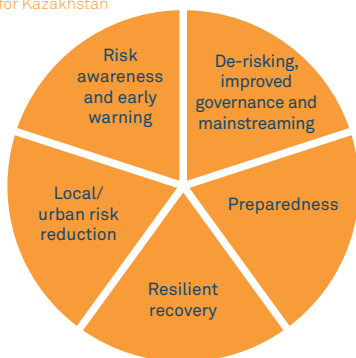 for Kazakhstan
Risk
awareness
and early
warning
De-risking,
improved
governance and
mainstreaming
Preparedness
Resilient
recovery
Local/
urban risk
reduction